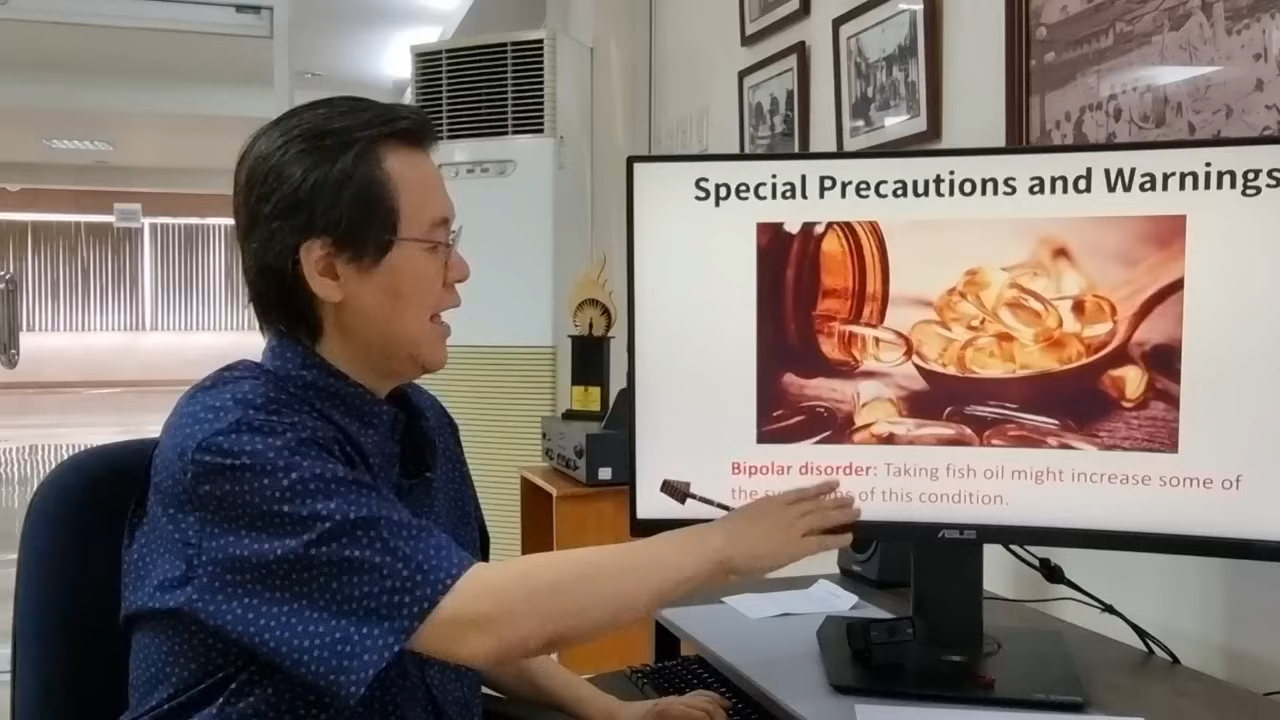 Special Precautions and Warnings
Bipolar disorder: Taking fish oil might increase some of
the of this condition.
ASUS